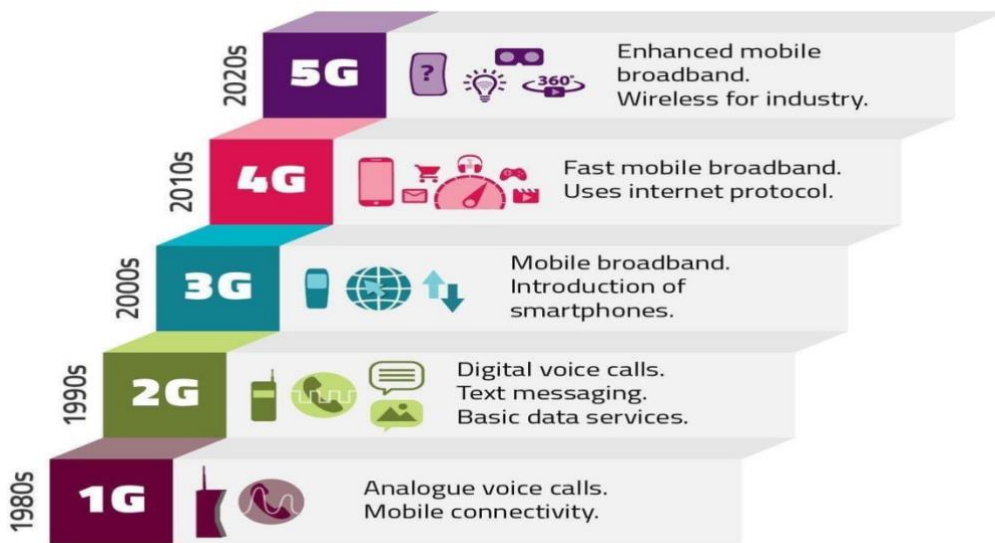 2020s
5G
?
360°
Enhanced mobile
broadband.
Wireless for industry.
2010s
4G
Fast mobile broadband.
Uses internet protocol.
2000s
3G
Mobile broadband.
Introduction of
smartphones.
1990s
2G
Digital voice calls.
Text messaging.
Basic data services.
1980s
1G
Analogue voice calls.
Mobile connectivity.